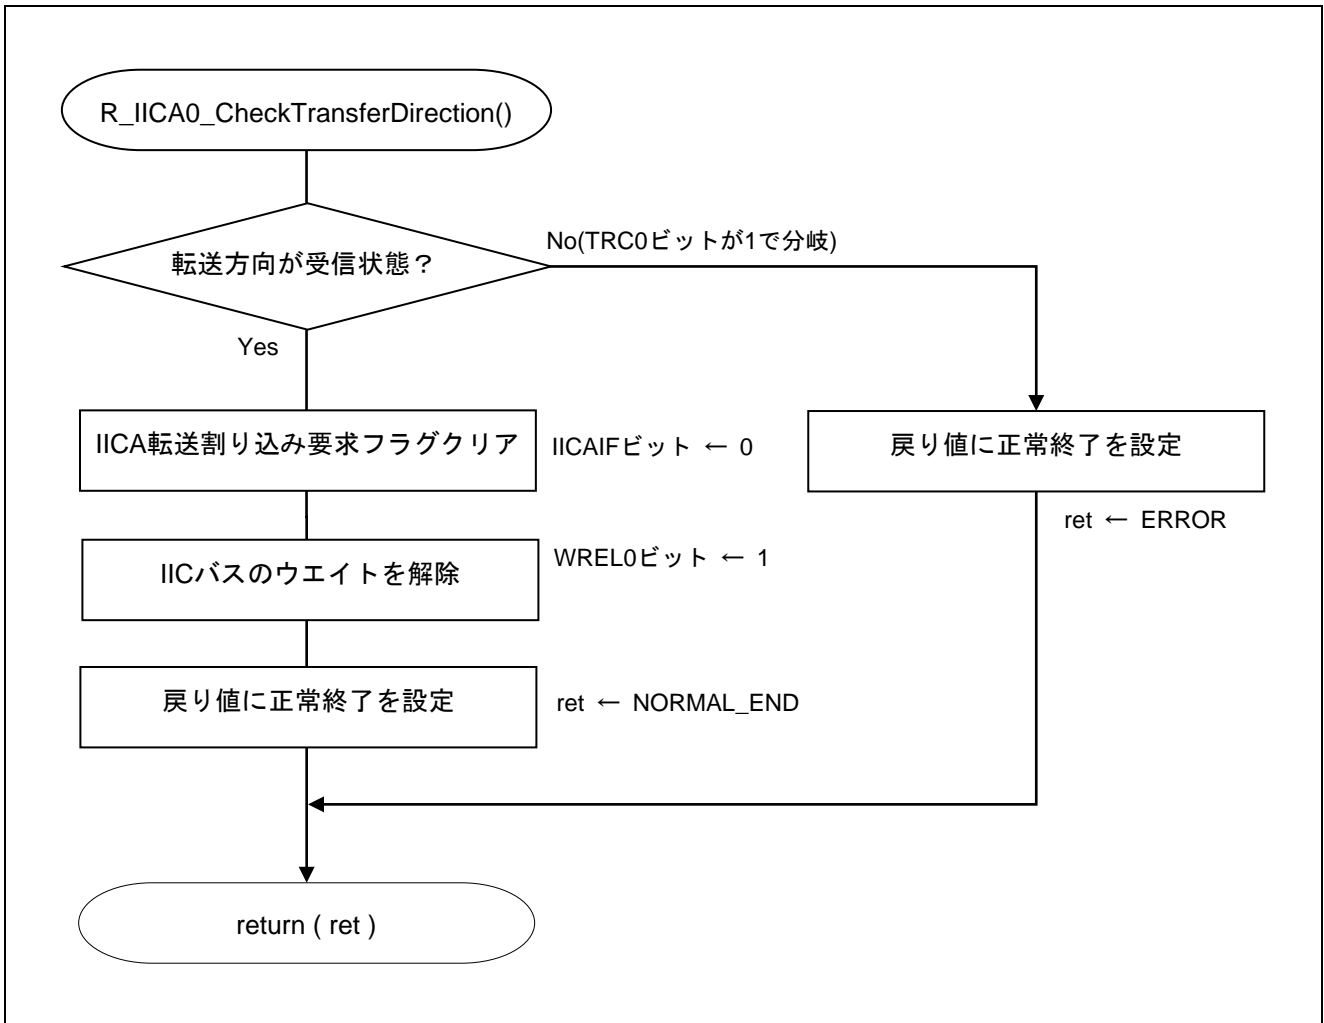 R_IICA0_CheckTransferDirection()
転送方向が受信状態？
No(TRC0ビットが1で分岐)
Yes
IICA転送割り込み要求フラグクリア
IICAIFビット ← 0
戻り値に正常終了を設定
ret ← ERROR
IICバスのウエイトを解除
WREL0ビット ← 1
戻り値に正常終了を設定
ret ← NORMAL_END
return ( ret )